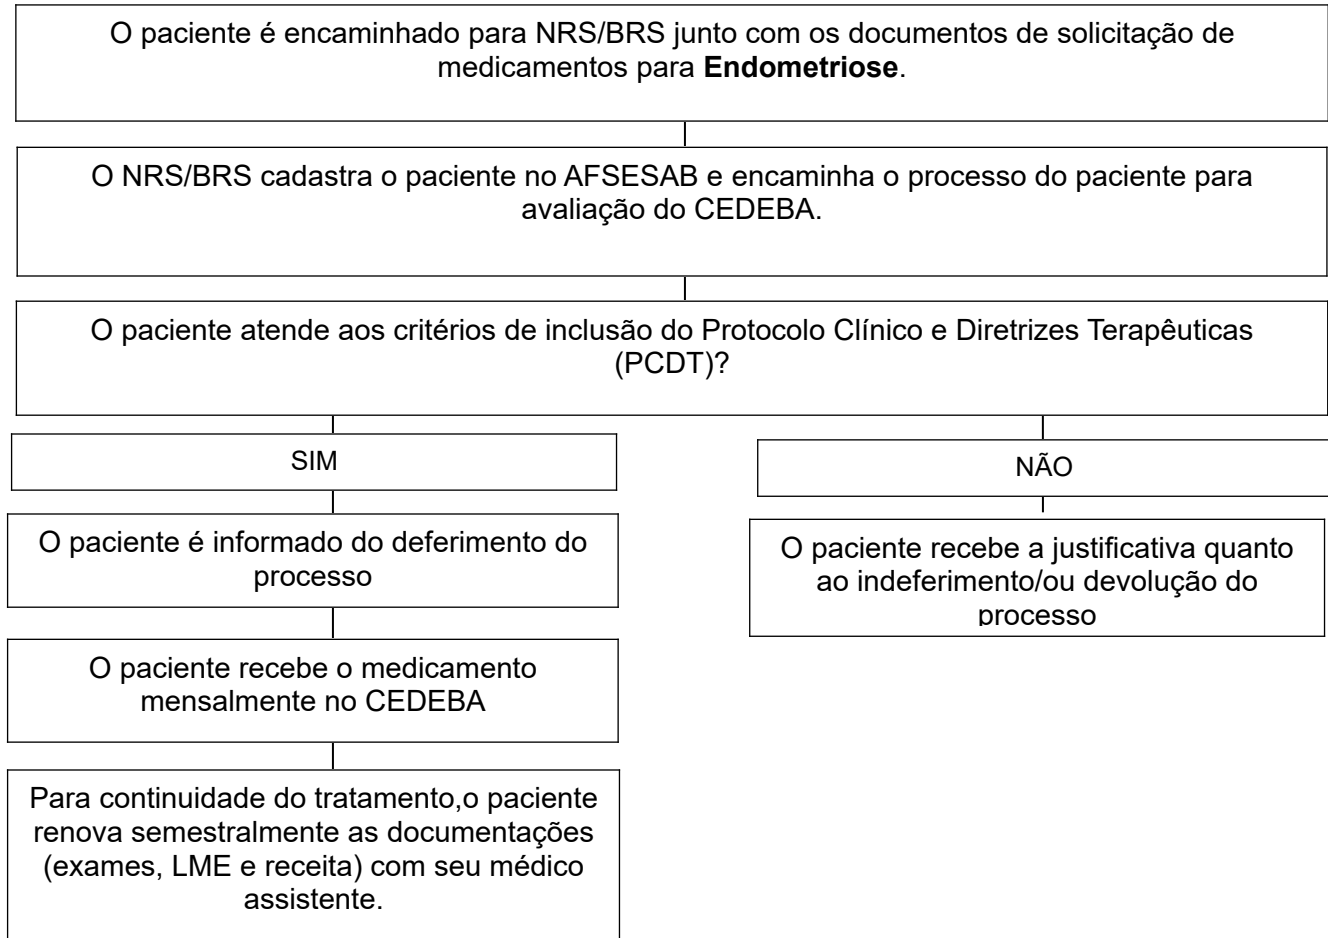 O paciente é encaminhado para NRS/BRS junto com os documentos de solicitação de
medicamentos para Endometriose.
O NRS/BRS cadastra o paciente no AFSESAB e encaminha o processo do paciente para
avaliação do CEDEBA.
O paciente atende aos critérios de inclusão do Protocolo Clínico e Diretrizes Terapêuticas
(PCDT)?
SIM
NÃO
O paciente é informado do deferimento do
processo
O paciente recebe a justificativa quanto
ao indeferimento/ou devolução do
processo
O paciente recebe o medicamento
mensalmente no CEDEBA
Para continuidade do tratamento,o paciente
renova semestralmente as documentações
(exames, LME e receita) com seu médico
assistente.